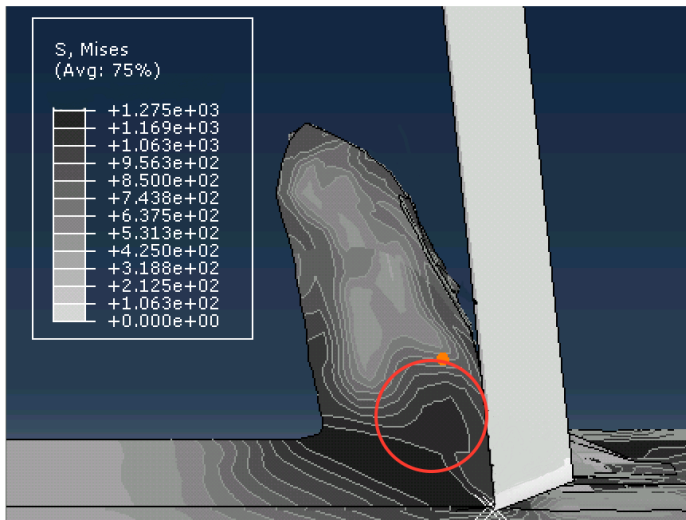 S, Mises
(Avg: 75%)
+1.275e+03
+1.169e+03
+1.063e+03
+9.563e+02
+8.500e+02
+7.438e+02
+6.375e+02
+5.313e+02
+4.250e+02
+3.188e+02
+2.125e+02
+1.063e+02
+0.000e+00